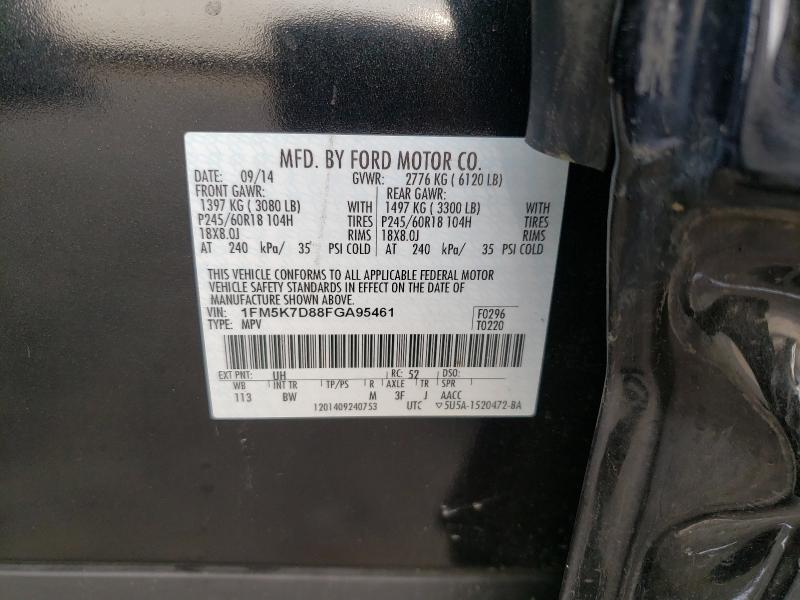 MFD. BY FORD MOTOR CO.
DATE: 09/14 GVWR: 2776 KG ( 6120 LB)
FRONT GAWR: REAR GAWR:
1397 KG ( 3080 LB) WITH 1497 KG ( 3300 LB) WITH
P245/60R18 104H TIRES P245/60R18 104H TIRES
18X8.0J RIMS 18X8.0J RIMS
AT 240 kPa/ 35 PSI COLD AT 240 kPa/ 35 PSI COLD
THIS VEHICLE CONFORMS TO ALL APPLICABLE FEDERAL MOTOR
VEHICLE SAFETY STANDARDS IN EFFECT ON THE DATE OF
MANUFACTURE SHOWN ABOVE.
VIN: 1FM5K7D88FGA95461 F0296
TYPE: MPV T0220
EXT PNT: UH RC: 52 DSO:
WB INT TR TP/PS R AXLE TR SPR
113 BW M 3F J AACC
1201409240753 UTC ▽5U5A-1520472-BA